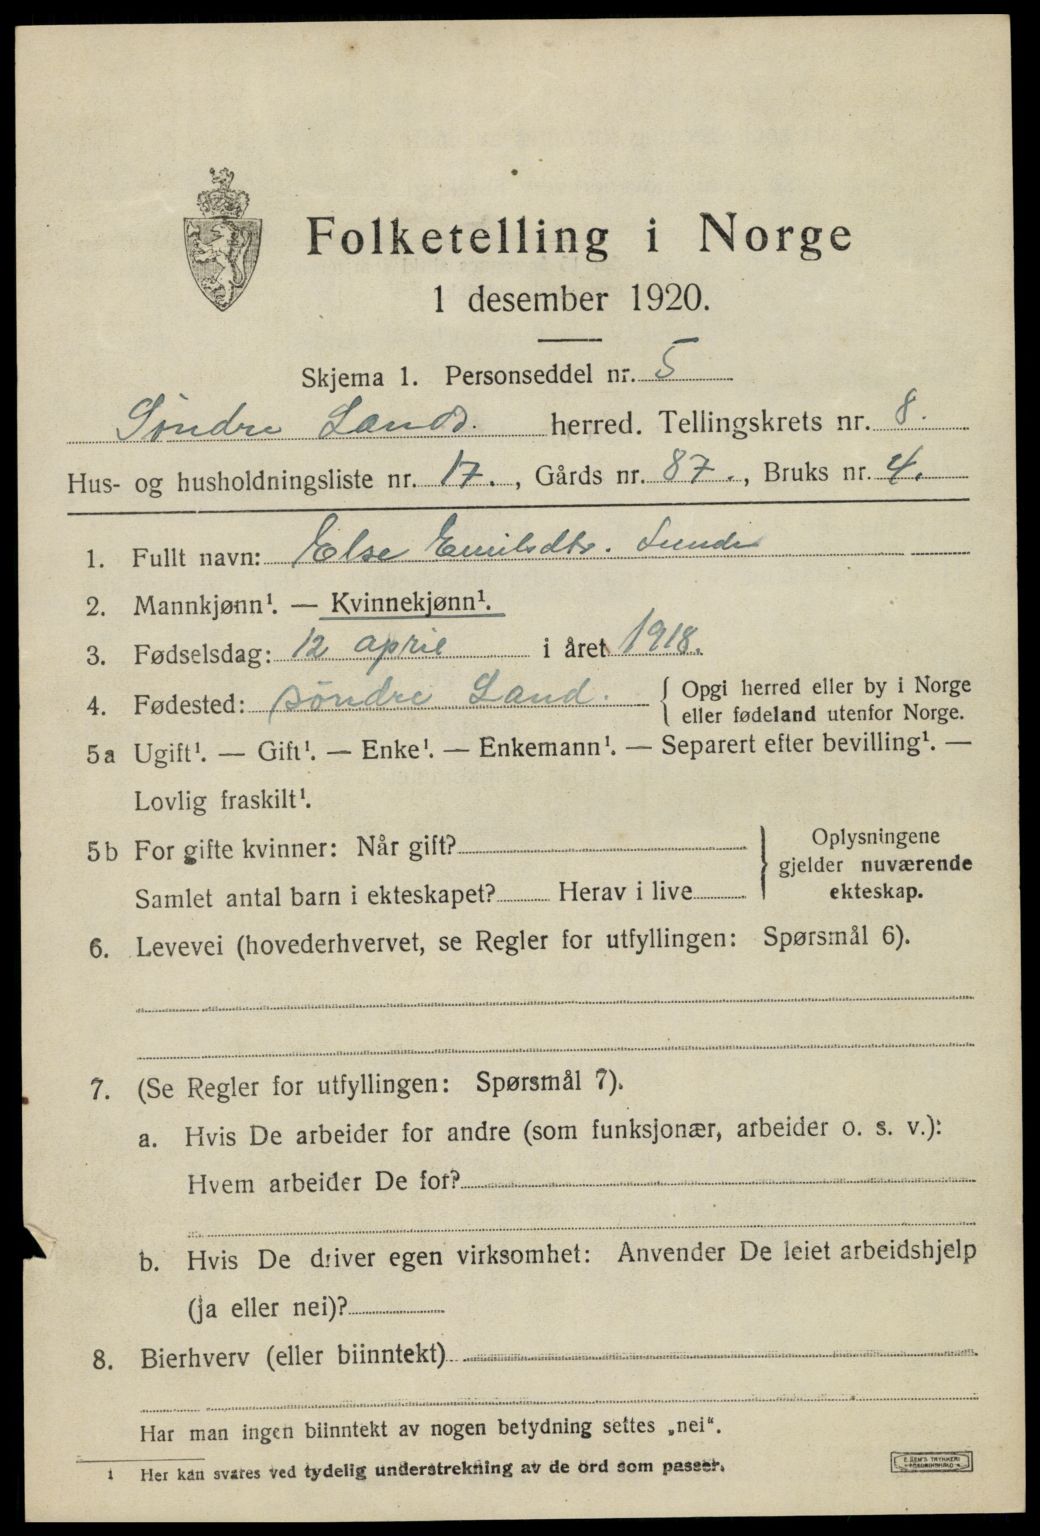 Folketelling i Norge
1 desember 1920.
Skjema 1. Personseddel nr. 5
Søndre Land. herred. Tellingskrets nr. 8.
Hus- og husholdningsliste nr. 17., Gårds nr. 87., Bruks nr. 4.
1. Fullt navn: Else Emilsdtr. Lunde
2. Mannkjønn¹. — Kvinnekjønn¹.
3. Fødselsdag: 12 april i året 1918.
4. Fødested: søndre Land. { Opgi herred eller by i Norge
eller fødeland utenfor Norge.
5a Ugift¹. — Gift¹. — Enke¹. — Enkemann¹. — Separert efter bevilling¹. —
Lovlig fraskilt¹.
5b For gifte kvinner: Når gift?
Samlet antal barn i ekteskapet? Herav i live
} Oplysningene
gjelder nuværende
ekteskap.
6. Levevei (hovederhvervet, se Regler for utfyllingen: Spørsmål 6).
7. (Se Regler for utfyllingen: Spørsmål 7).
a. Hvis De arbeider for andre (som funksjonær, arbeider o. s. v.):
Hvem arbeider De for?
b. Hvis De driver egen virksomhet: Anvender De leiet arbeidshjelp
(ja eller nei)?
8. Bierhverv (eller biinntekt)
Har man ingen biinntekt av nogen betydning settes „nei“.
¹ Her kan svares ved tydelig understrekning av de ord som passer.